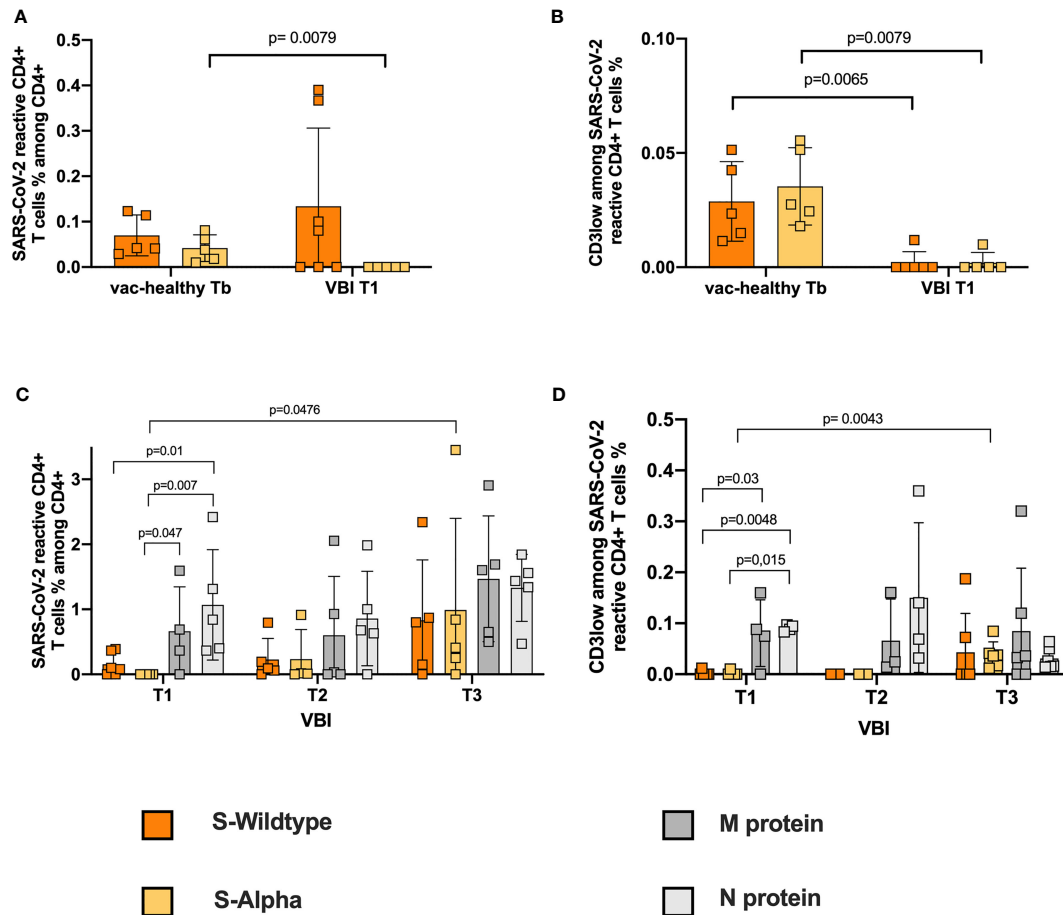 A
SARS-CoV-2 reactive CD4+
T cells % among CD4+
0.5
0.4
0.3
0.2
0.1
0.0
p= 0.0079
vac-healthy Tb
VBI T1
B
CD3low among SARS-CoV-2
reactive CD4+ T cells %
0.10
0.05
0.00
p=0.0079
p=0.0065
vac-healthy Tb
VBI T1
C
SARS-CoV-2 reactive CD4+
T cells % among CD4+
3
2
1
0
p=0.0476
p=0.01
p=0.007
p=0.047
T1
T2
T3
VBI
D
CD3low among SARS-CoV-2
reactive CD4+ T cells %
0.5
0.4
0.3
0.2
0.1
0.0
p= 0.0043
p=0.03
p=0.0048
p=0,015
T1
T2
T3
VBI
S-Wildtype
M protein
S-Alpha
N protein